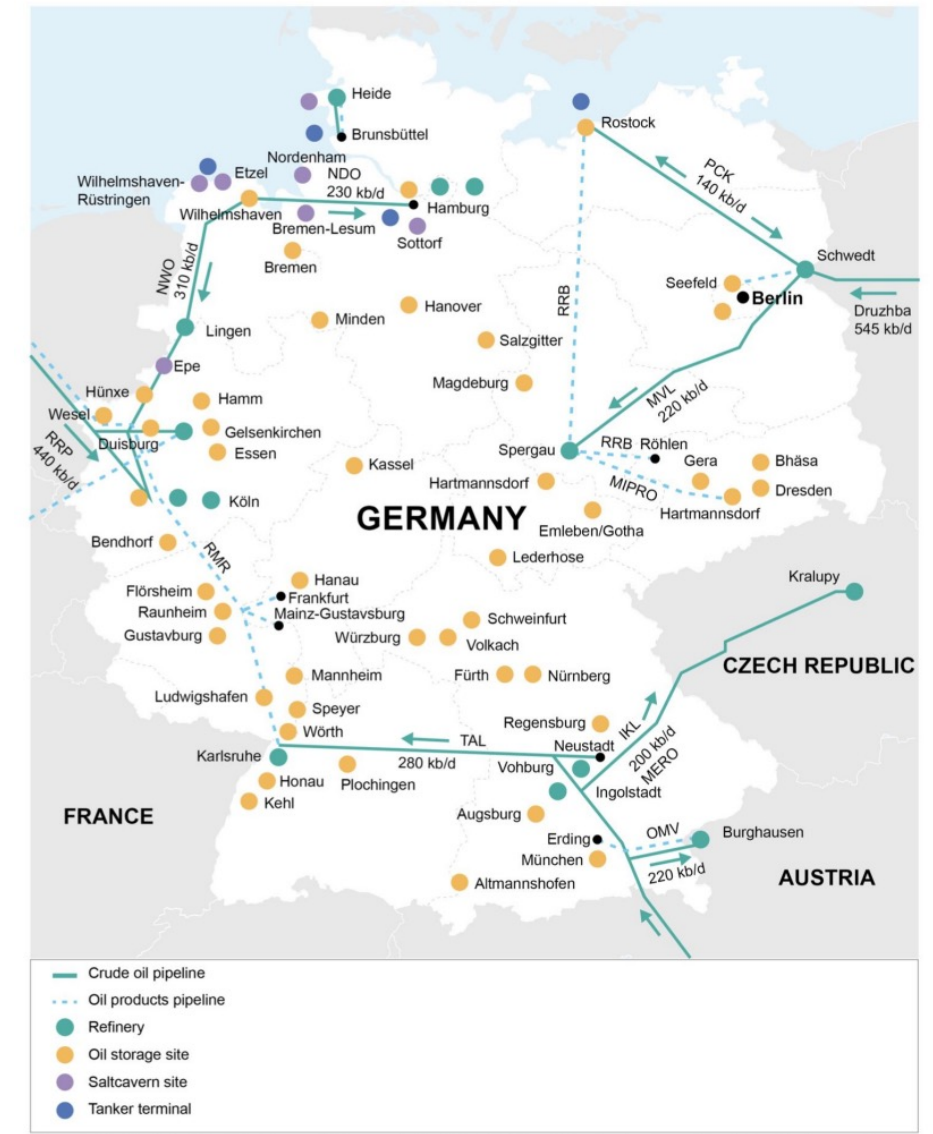 Heide
Brunsbüttel
Rostock
Nordenham
Etzel
Wilhelmshaven-
Rüstringen
NDO
230 kb/d
PCK
140 kb/d
Wilhelmshaven
Hamburg
Bremen-Lesum
Sottorf
Bremen
Schwedt
NWO
310 kb/d
Seefeld
Berlin
Druzhba
545 kb/d
RRB
Hanover
Minden
Lingen
Salzgitter
Epe
Magdeburg
MVL
220 kb/d
Hünxe
Hamm
Wesel
Duisburg
Gelsenkirchen
Essen
RRP
440 kb/d
Spergau
RRB
Röhlen
Gera
Bhäsa
Kassel
Hartmannsdorf
MIPRO
Dresden
Hartmannsdorf
Köln
GERMANY
Emleben/Gotha
Bendhorf
RMR
Lederhose
Kralupy
Hanau
Flörsheim
Frankfurt
Raunheim
Mainz-Gustavsburg
Gustavburg
Schweinfurt
Würzburg
Volkach
CZECH REPUBLIC
Mannheim
Fürth
Nürnberg
Ludwigshafen
Speyer
Wörth
Regensburg
IKL
200 kb/d
MERO
Neustadt
TAL
280 kb/d
Karlsruhe
Vohburg
Honau
Plochingen
Ingolstadt
Kehl
FRANCE
Augsburg
OMV
Burghausen
Erding
München
220 kb/d
AUSTRIA
Altmannshofen
Crude oil pipeline
Oil products pipeline
Refinery
Oil storage site
Saltcavern site
Tanker terminal